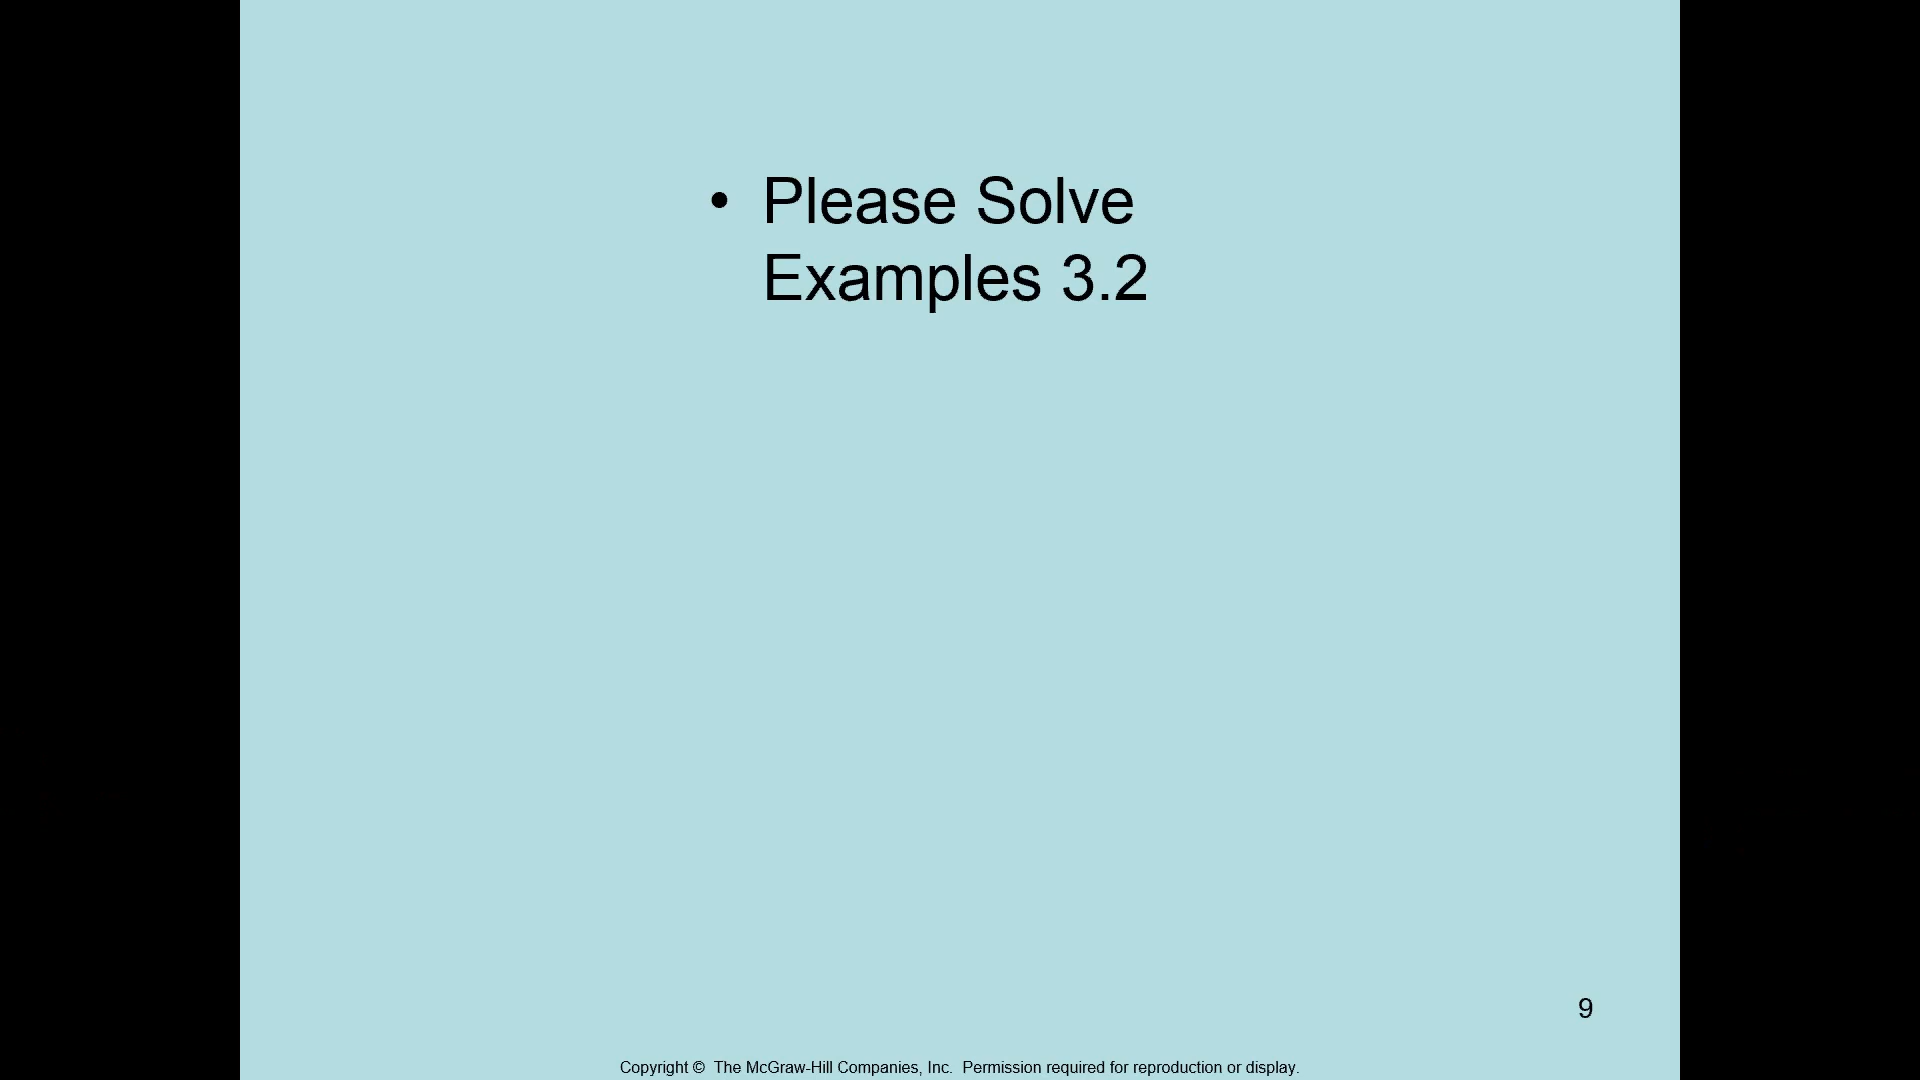 • Please Solve
Examples 3.2
9
Copyright © The McGraw-Hill Companies, Inc. Permission required for reproduction or display.